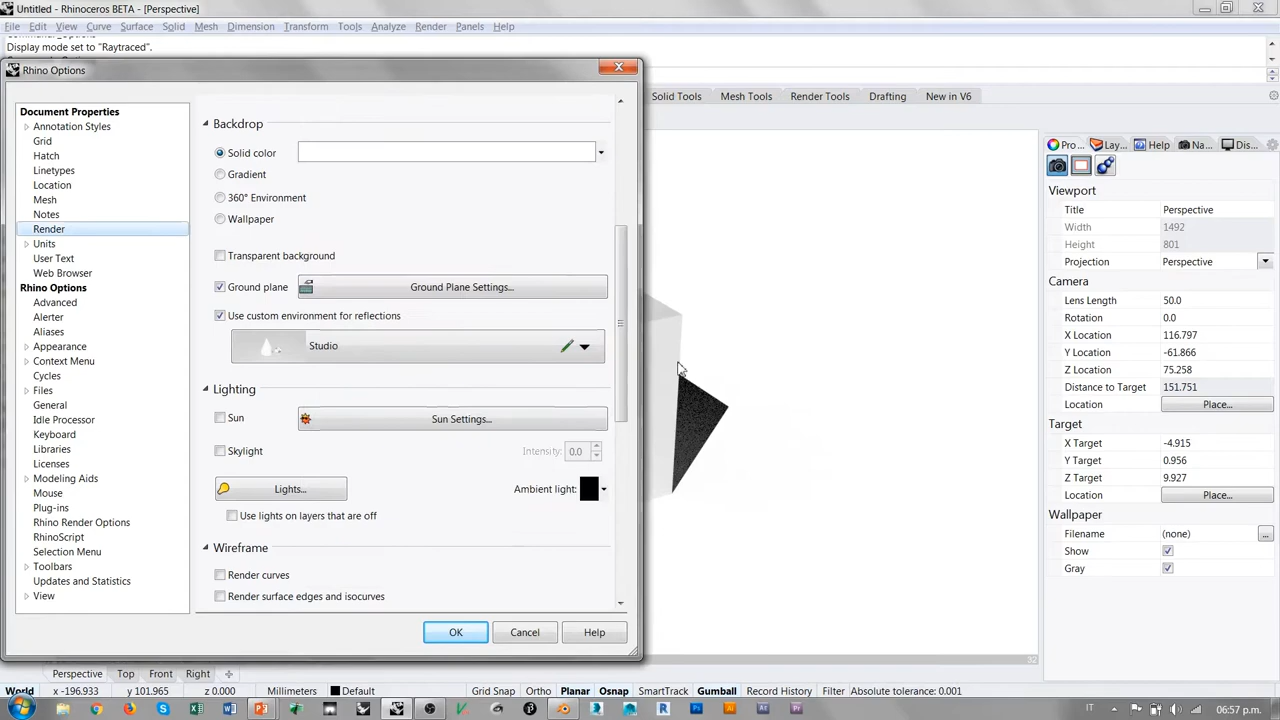 Untitled - Rhinoceros BETA - [Perspective]
File Edit View Curve Surface Solid Mesh Dimension Transform Tools Analyze Render Panels Help
Display mode set to "Raytraced".
Rhino Options
Solid Tools Mesh Tools Render Tools Drafting New in V6
Document Properties
Annotation Styles
Grid
Hatch
Linetypes
Location
Mesh
Notes
Render
Units
User Text
Web Browser
Rhino Options
Advanced
Alerter
Aliases
Appearance
Context Menu
Cycles
Files
General
Idle Processor
Keyboard
Libraries
Licenses
Modeling Aids
Mouse
Plug-ins
Rhino Render Options
RhinoScript
Selection Menu
Toolbars
Updates and Statistics
View
Backdrop
Solid color
Gradient
360° Environment
Wallpaper
Transparent background
Ground plane Ground Plane Settings...
Use custom environment for reflections
Studio
Lighting
Sun Sun Settings...
Skylight Intensity: 0.0
Lights... Ambient light:
Use lights on layers that are off
Wireframe
Render curves
Render surface edges and isocurves
OK Cancel Help
Pro... Lay... Help Na... Dis...
Viewport
Title Perspective
Width 1492
Height 801
Projection Perspective
Camera
Lens Length 50.0
Rotation 0.0
X Location 116.797
Y Location -61.866
Z Location 75.258
Distance to Target 151.751
Location Place...
Target
X Target -4.915
Y Target 0.956
Z Target 9.927
Location Place...
Wallpaper
Filename (none) ...
Show
Gray
Perspective Top Front Right
World x -196.933 y 101.965 z 0.000 Millimeters Default Grid Snap Ortho Planar Osnap SmartTrack Gumball Record History Filter Absolute tolerance: 0.001
IT 06:57 p.m.